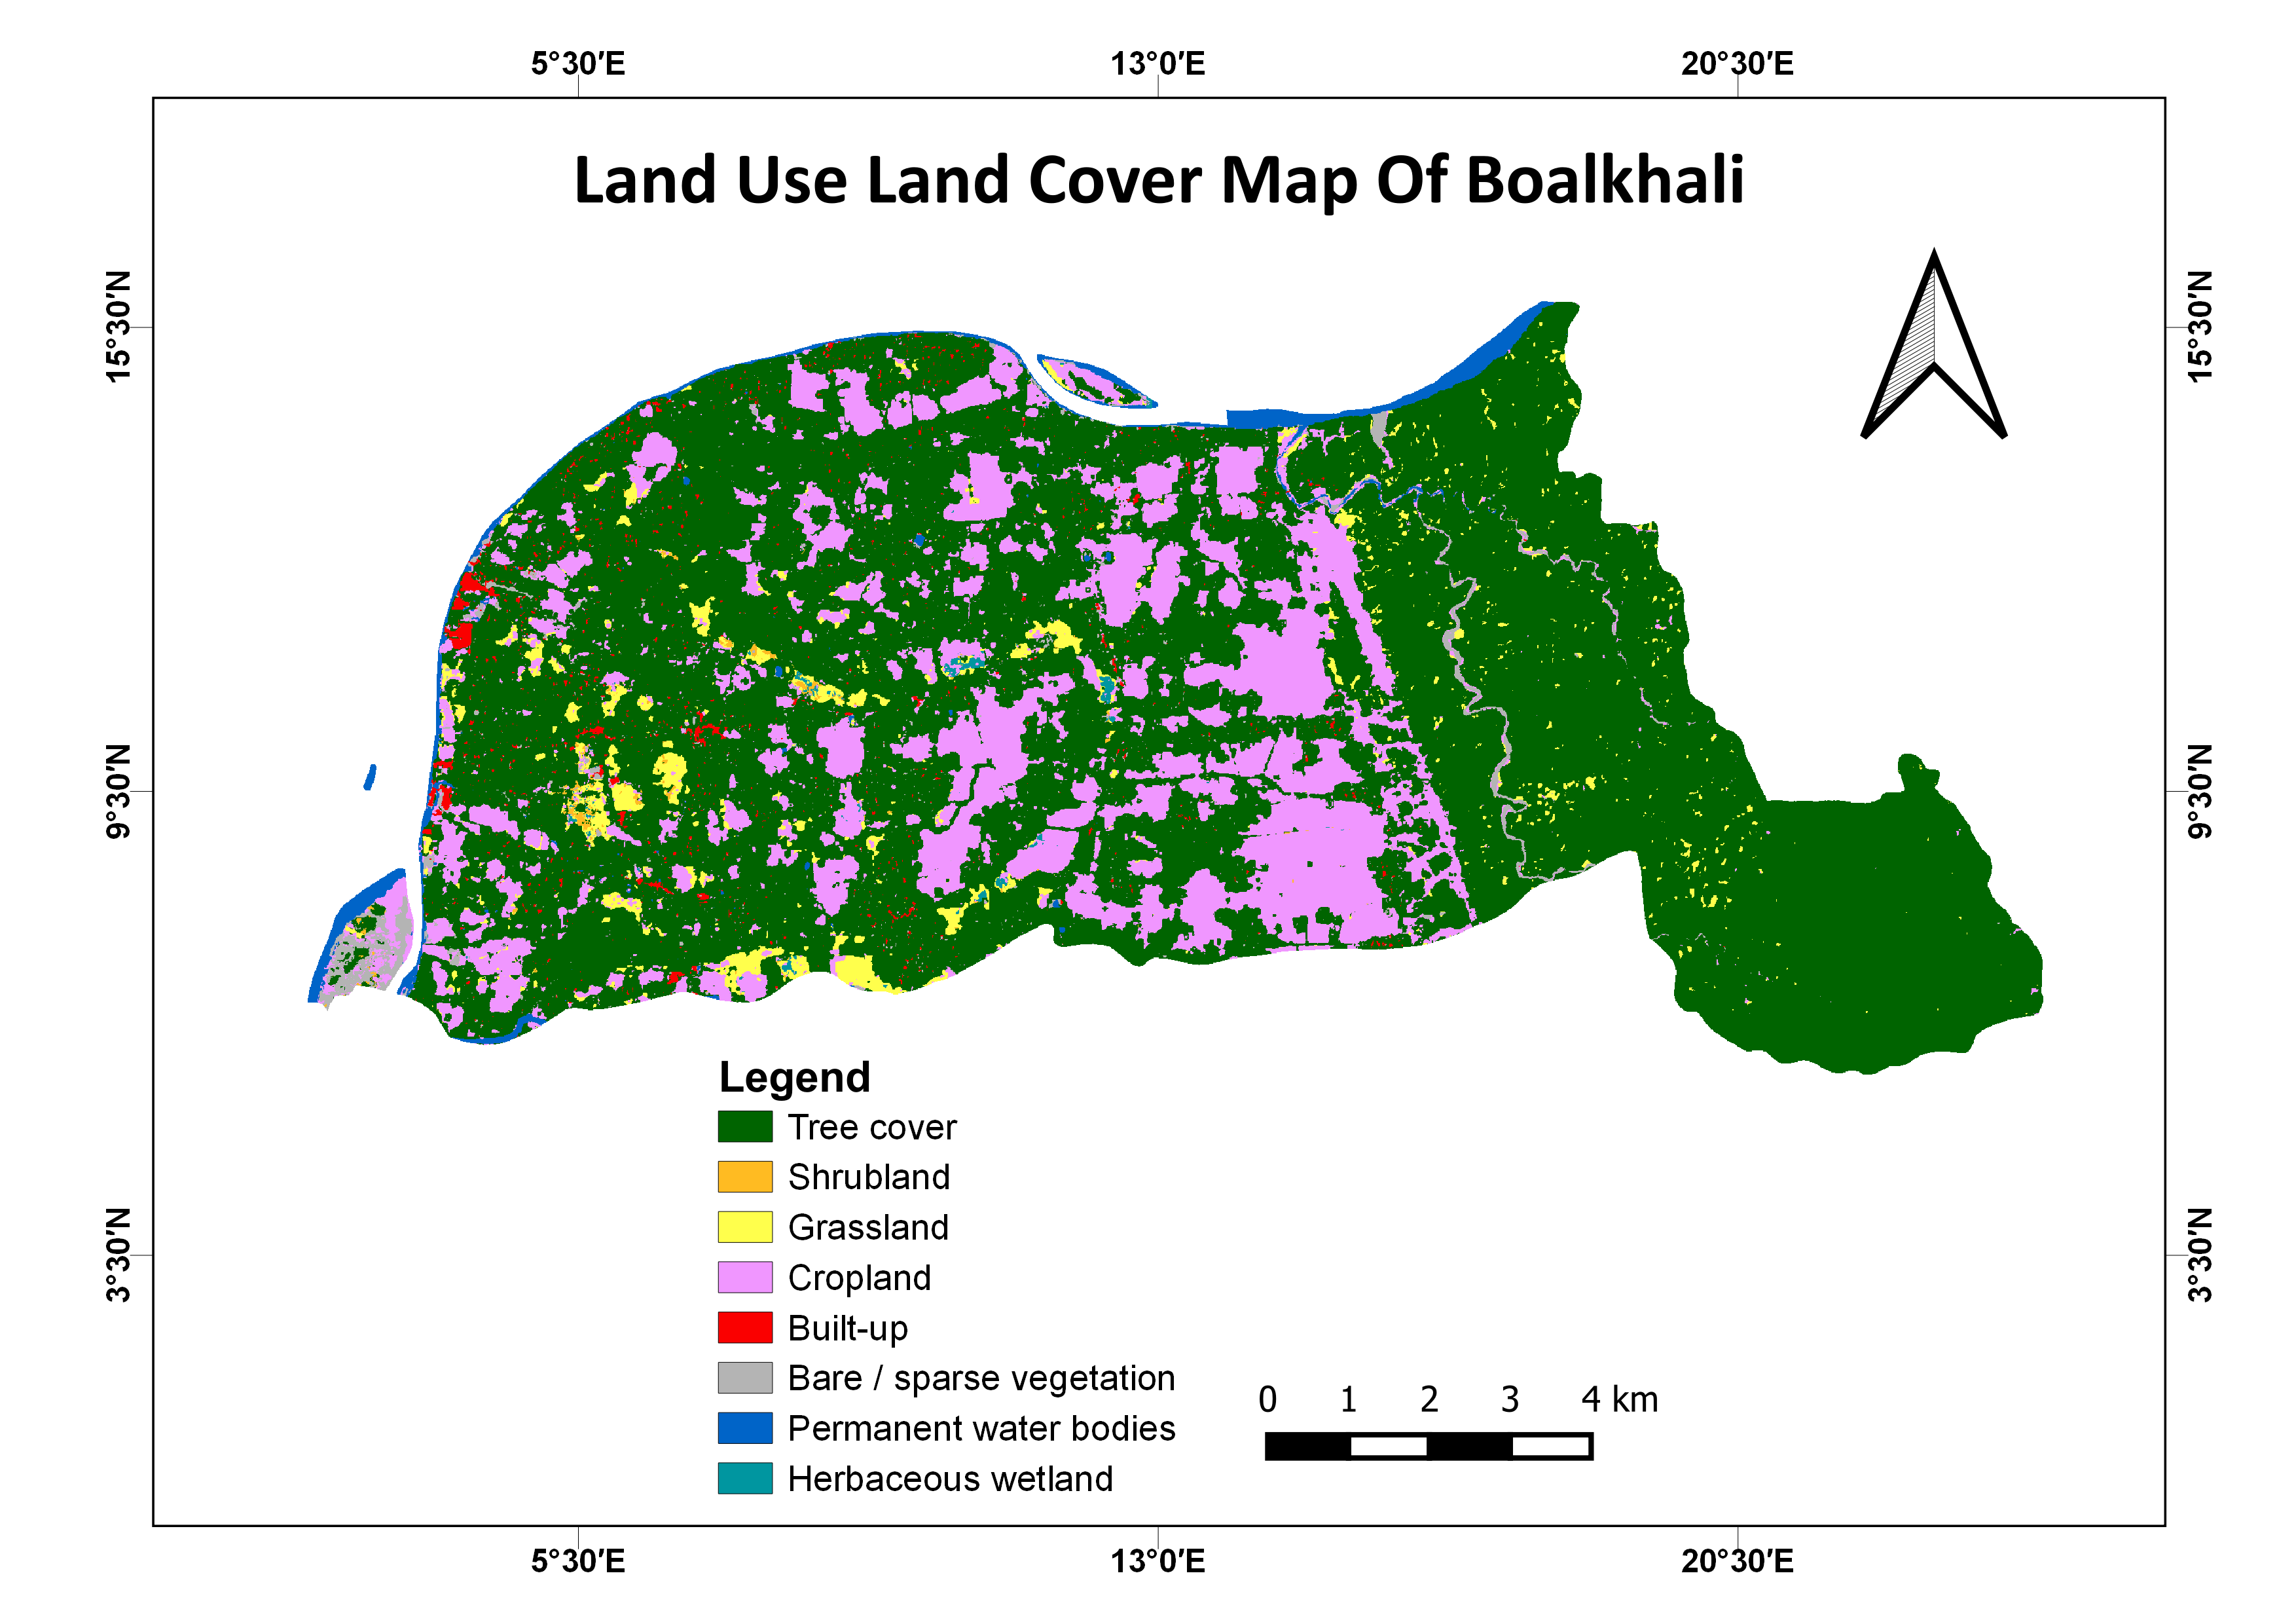 5°30′E 13°0′E 20°30′E
Land Use Land Cover Map Of Boalkhali
15°30′N 15°30′N
9°30′N 9°30′N
3°30′N 3°30′N
Legend
Tree cover
Shrubland
Grassland
Cropland
Built-up
Bare / sparse vegetation
Permanent water bodies
Herbaceous wetland
0 1 2 3 4 km
5°30′E 13°0′E 20°30′E